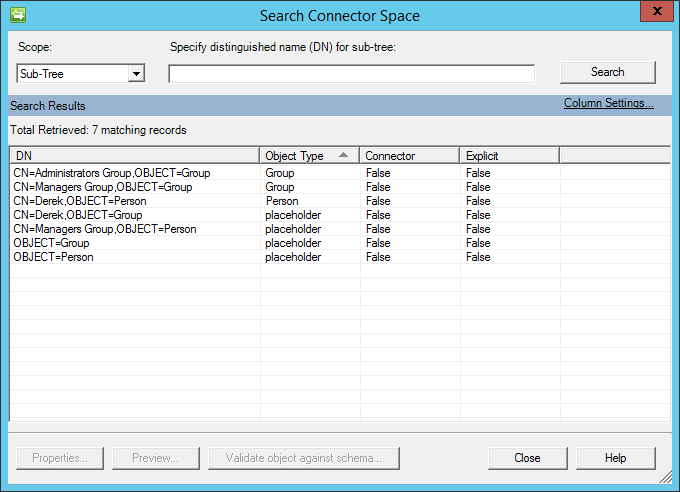 Search Connector Space
x
Scope: Specify distinguished name (DN) for sub-tree:
Sub-Tree Search
Search Results Column Settings...
Total Retrieved: 7 matching records
DN Object Type Connector Explicit
CN=Administrators Group,OBJECT=Group Group False False
CN=Managers Group,OBJECT=Group Group False False
CN=Derek,OBJECT=Person Person False False
CN=Derek,OBJECT=Group placeholder False False
CN=Managers Group,OBJECT=Person placeholder False False
OBJECT=Group placeholder False False
OBJECT=Person placeholder False False
Properties... Preview... Validate object against schema... Close Help